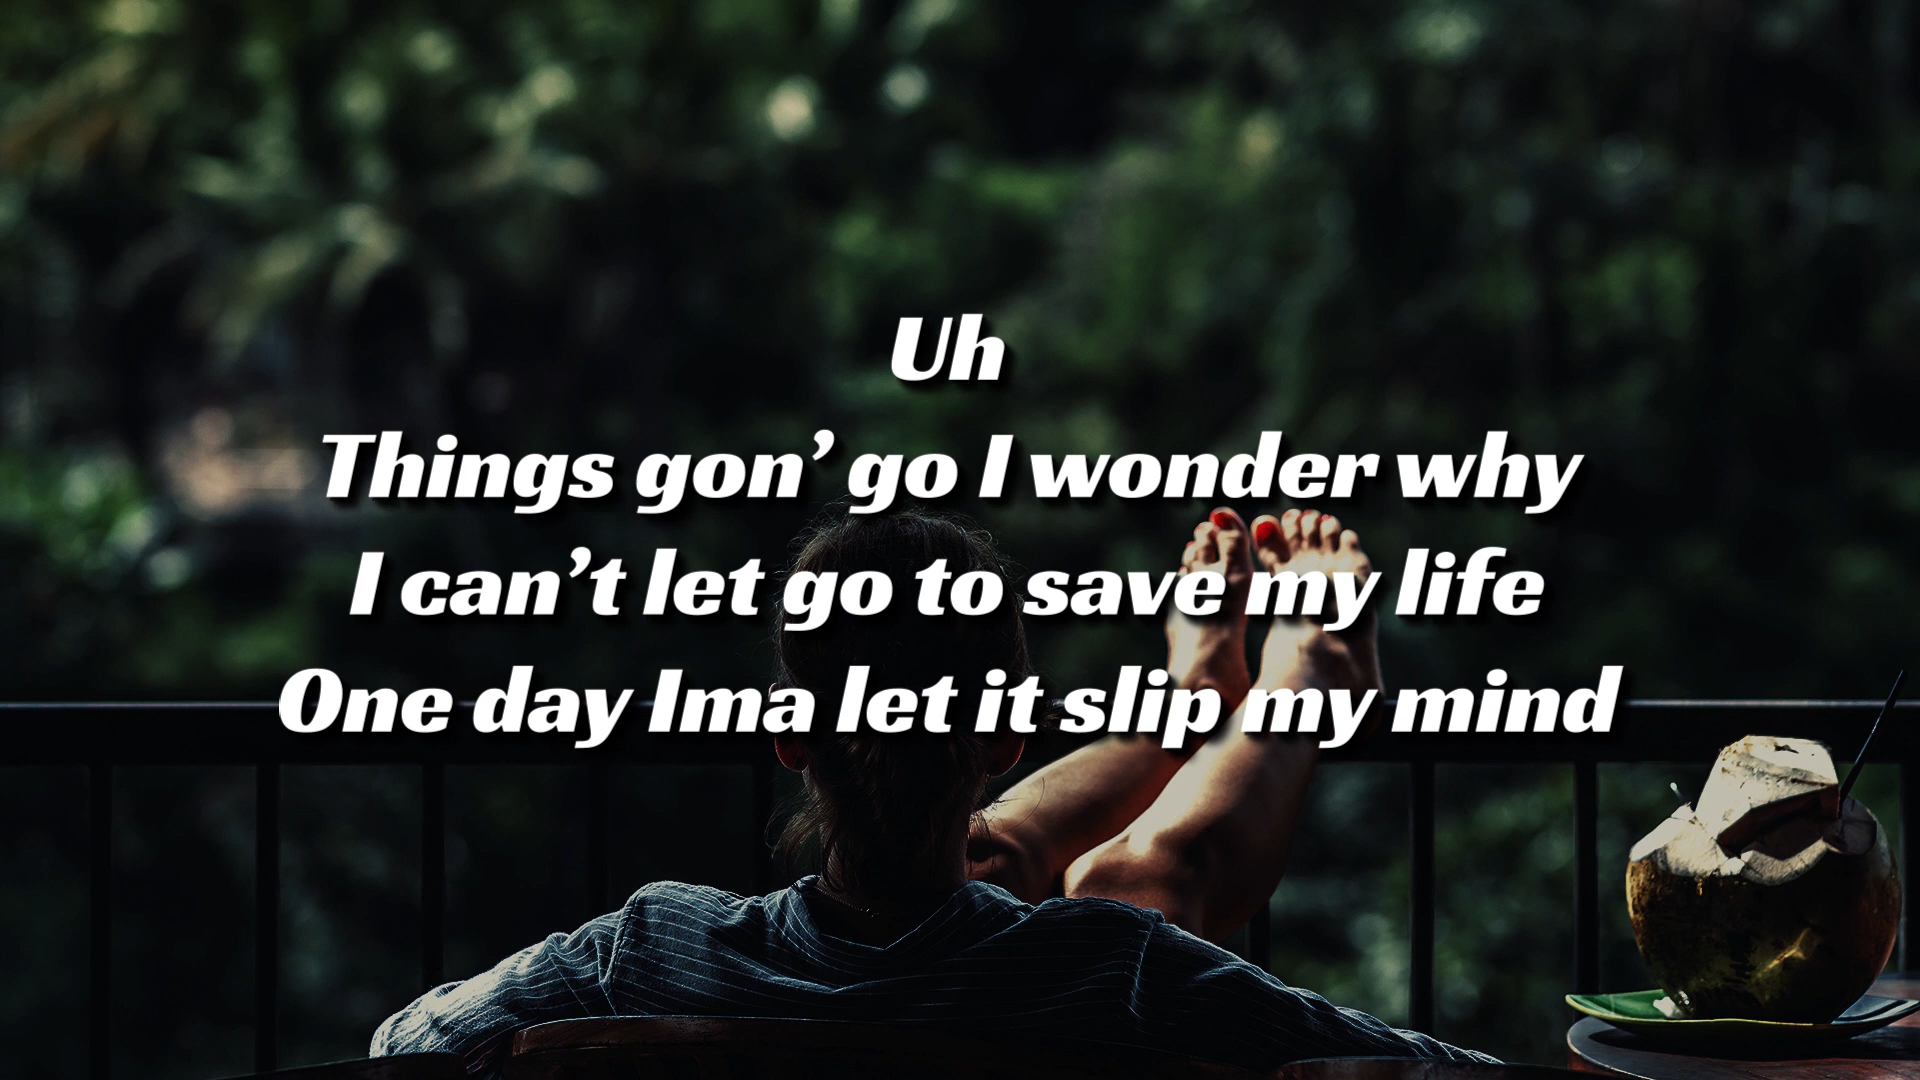 Uh
Things gon’ go I wonder why
I can’t let go to save my life
One day Ima let it slip my mind